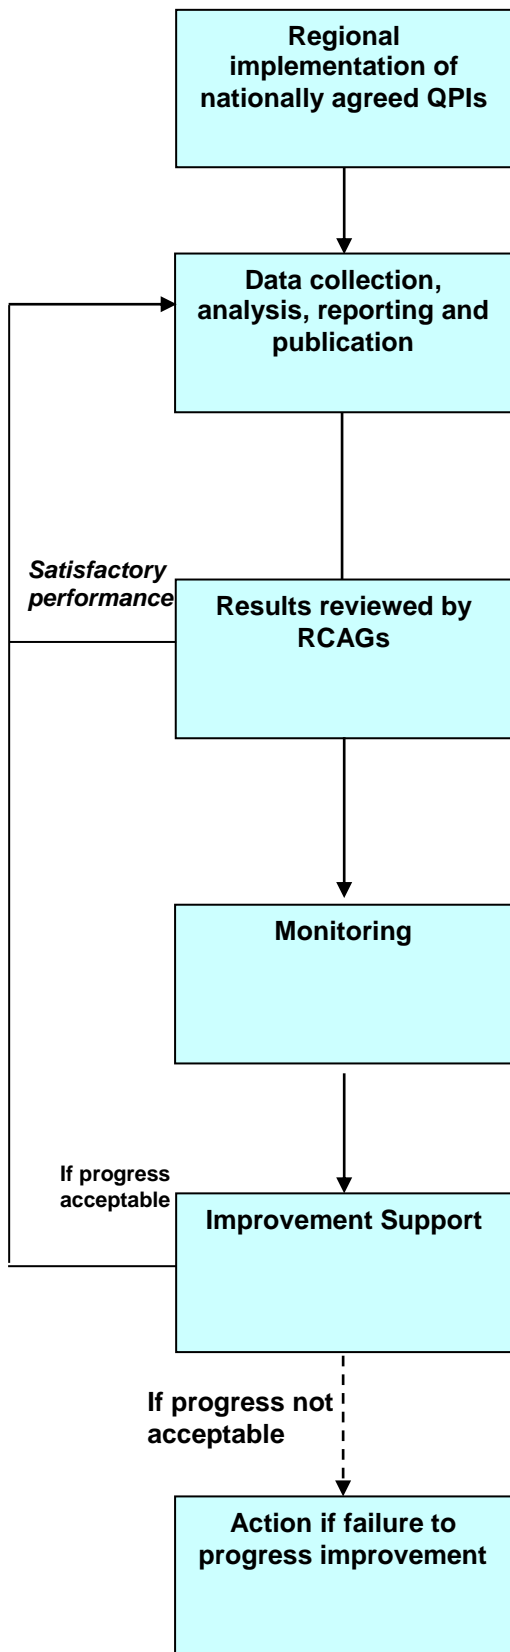 Regional
implementation of
nationally agreed QPIs
Data collection,
analysis, reporting and
publication
Satisfactory
performance
Results reviewed by
RCAGs
Monitoring
If progress
acceptable
Improvement Support
If progress not
acceptable
Action if failure to
progress improvement